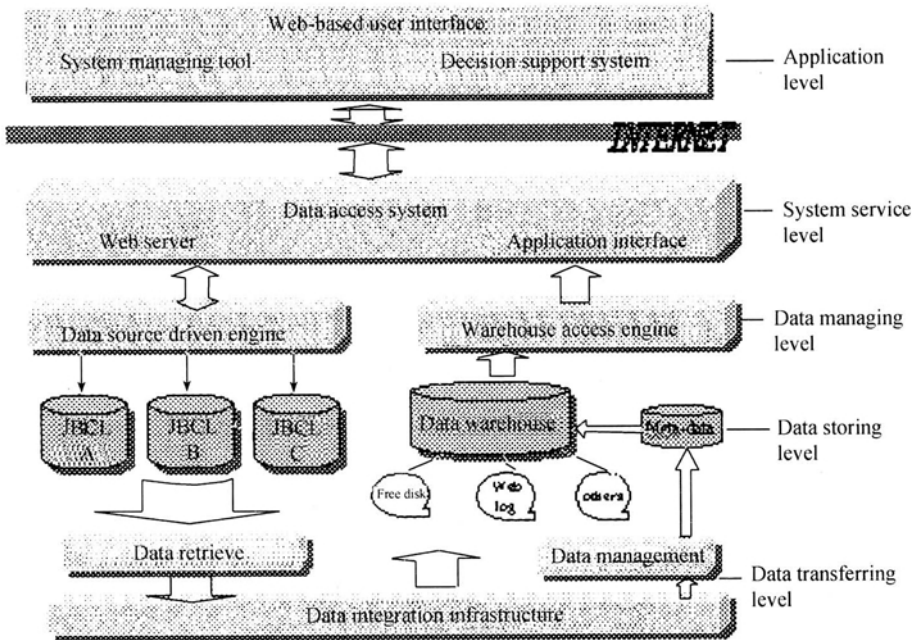 Web-based user interface
System managing tool
Decision support system
Application
level
INTERNET
Data access system
Web server
Application interface
System service
level
Data source driven engine
Warehouse access engine
Data managing
level
JBCL
A
JBCL
B
JBCL
C
Data warehouse
Meta-data
Data storing
level
Free disk
Web
log
others
Data retrieve
Data management
Data transferring
level
Data integration infrastructure